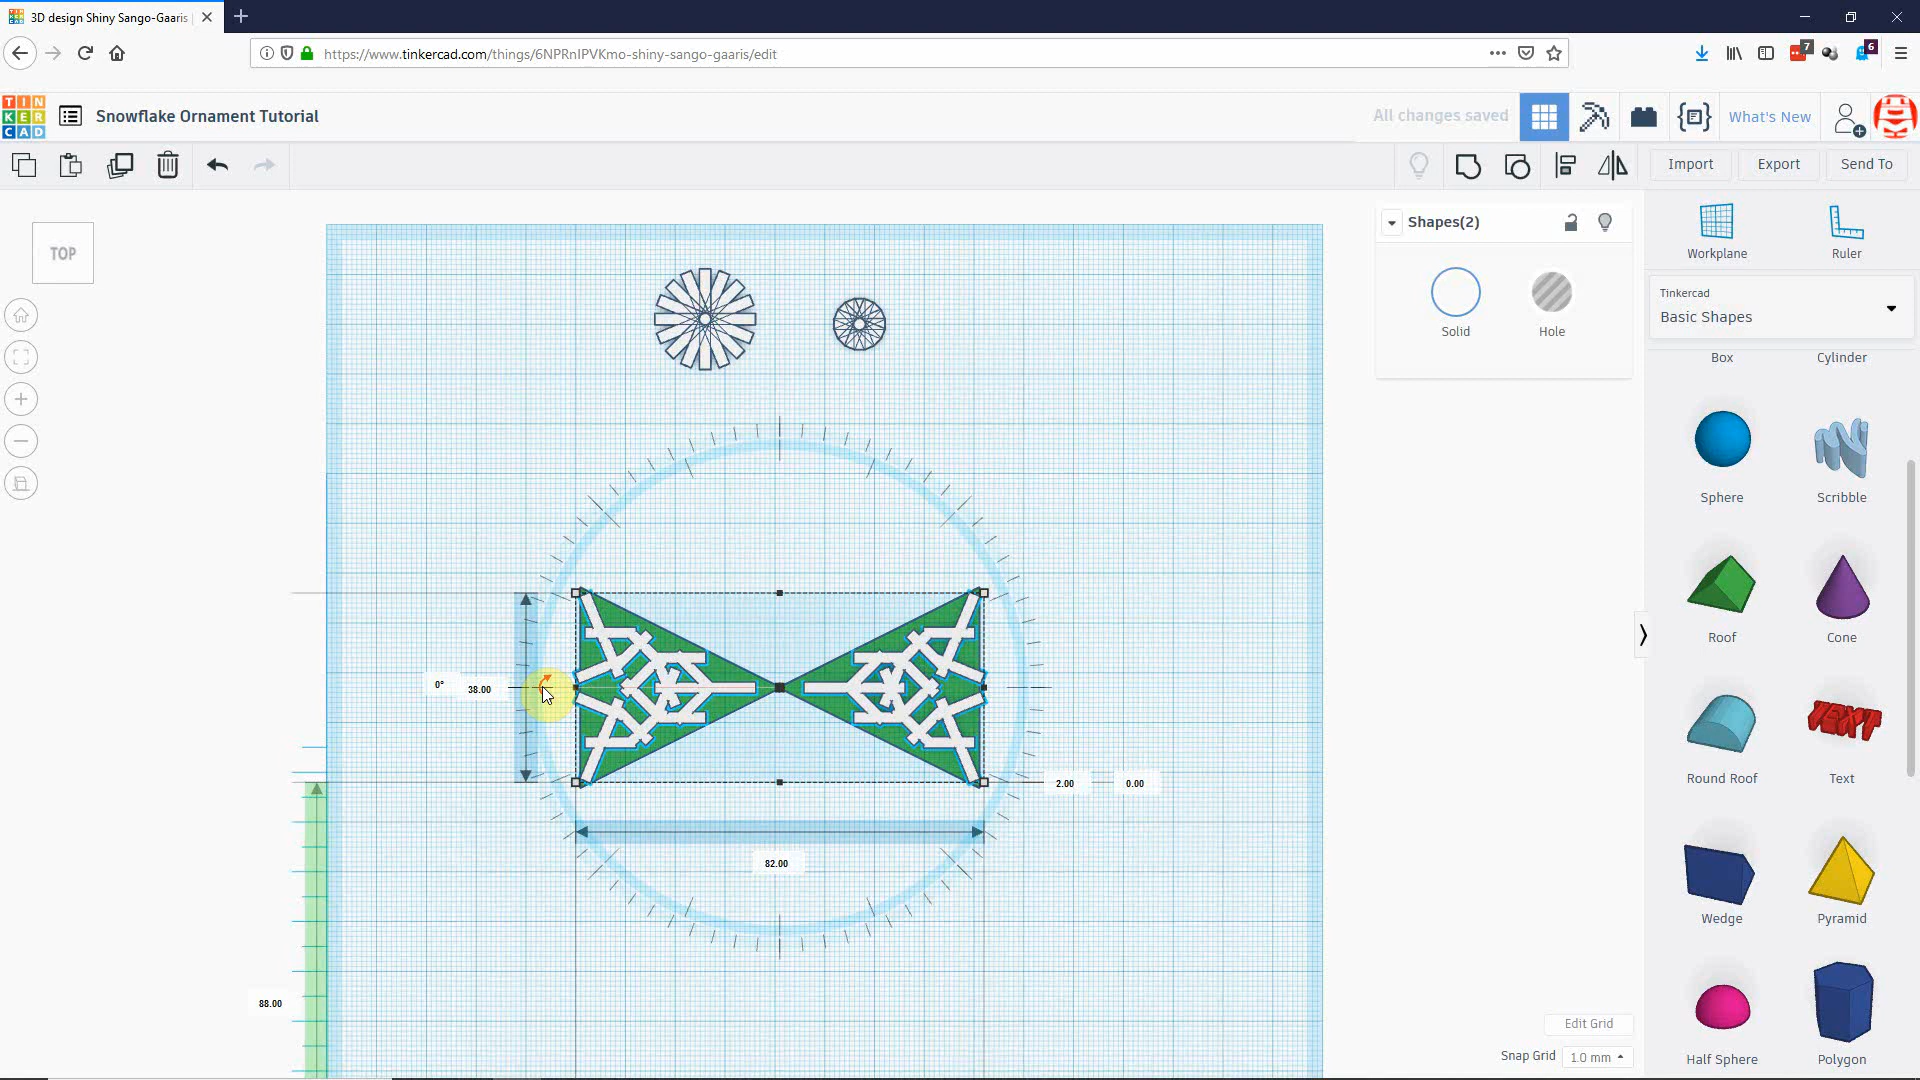 3D design Shiny Sango-Gaaris |
https://www.tinkercad.com/things/6NPRnIPVKmo-shiny-sango-gaaris/edit
7
6
TIN
KER
CAD
Snowflake Ornament Tutorial
All changes saved
What's New
Import
Export
Send To
TOP
Shapes(2)
Solid
Hole
Workplane
Ruler
Tinkercad
Basic Shapes
Box
Cylinder
Sphere
Scribble
Roof
Cone
TEXT
Round Roof
Text
Wedge
Pyramid
Half Sphere
Polygon
0°
38.00
2.00
0.00
82.00
88.00
Edit Grid
Snap Grid
1.0 mm